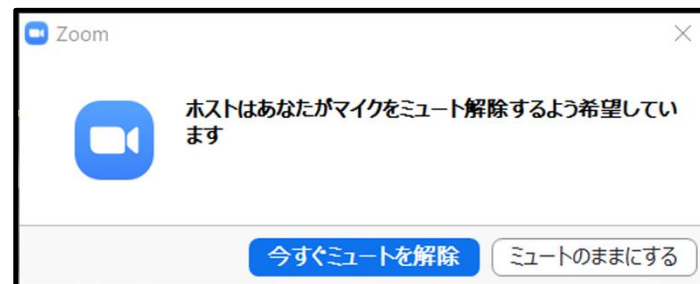 Zoom
ホストはあなたがマイクをミュート解除するよう希望してい
ます
今すぐミュートを解除
ミュートのままにする